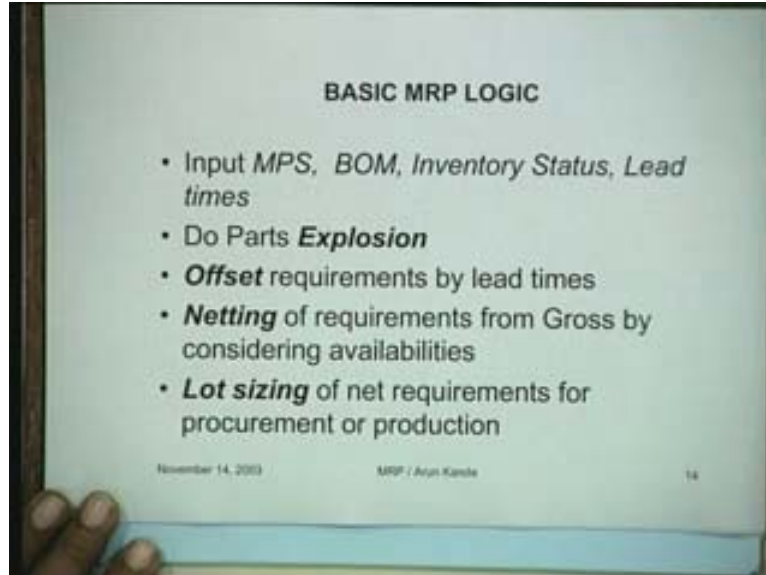 BASIC MRP LOGIC
• Input MPS, BOM, Inventory Status, Lead
times
• Do Parts Explosion
• Offset requirements by lead times
• Netting of requirements from Gross by
considering availabilities
• Lot sizing of net requirements for
procurement or production
November 14, 2003 MRP / Arun Kanda 14